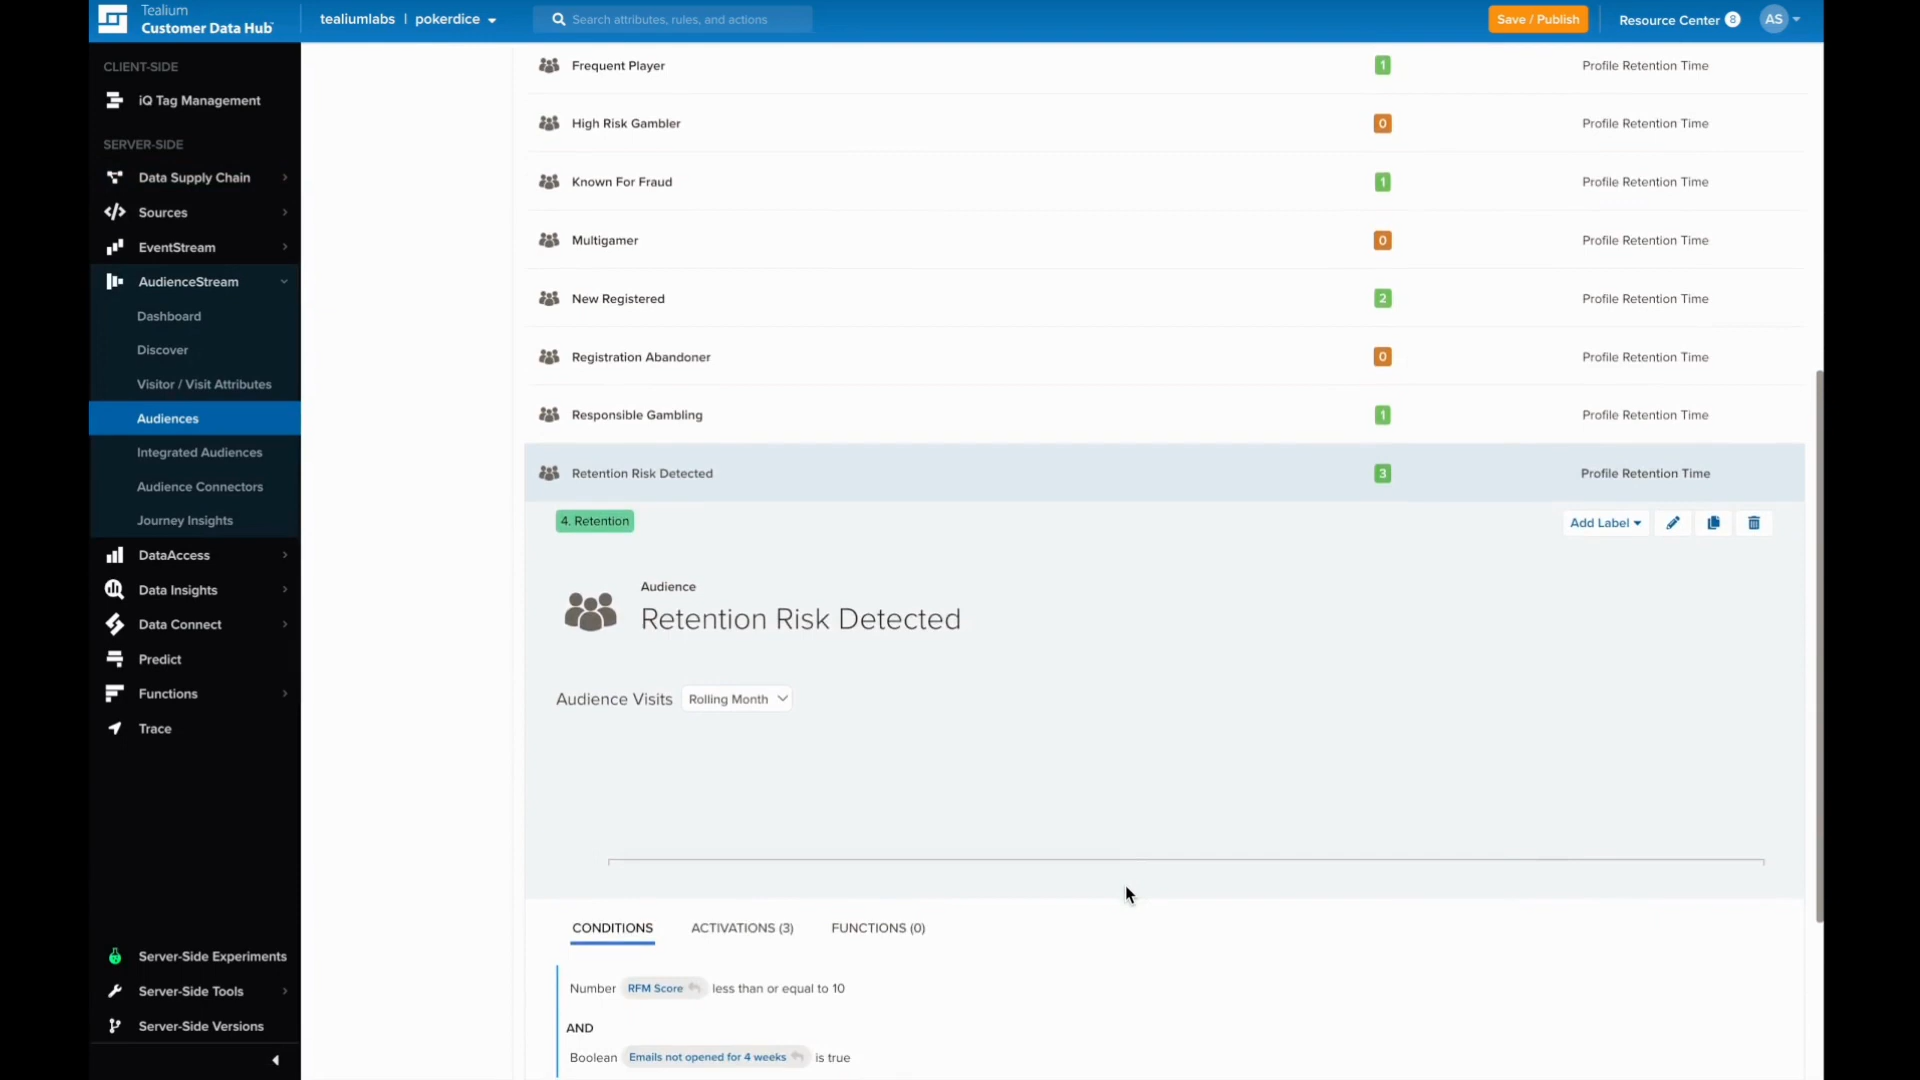 Tealium
Customer Data Hub
tealiumlabs | pokerdice
Search attributes, rules, and actions
Save / Publish
Resource Center 8
AS
CLIENT-SIDE
iQ Tag Management
SERVER-SIDE
Data Supply Chain
Sources
EventStream
AudienceStream
Dashboard
Discover
Visitor / Visit Attributes
Audiences
Integrated Audiences
Audience Connectors
Journey Insights
DataAccess
Data Insights
Data Connect
Predict
Functions
Trace
Server-Side Experiments
Server-Side Tools
Server-Side Versions
Frequent Player 1 Profile Retention Time
High Risk Gambler 0 Profile Retention Time
Known For Fraud 1 Profile Retention Time
Multigamer 0 Profile Retention Time
New Registered 2 Profile Retention Time
Registration Abandoner 0 Profile Retention Time
Responsible Gambling 1 Profile Retention Time
Retention Risk Detected 3 Profile Retention Time
4. Retention
Add Label
Audience
Retention Risk Detected
Audience Visits Rolling Month
CONDITIONS ACTIVATIONS (3) FUNCTIONS (0)
Number RFM Score less than or equal to 10
AND
Boolean Emails not opened for 4 weeks is true